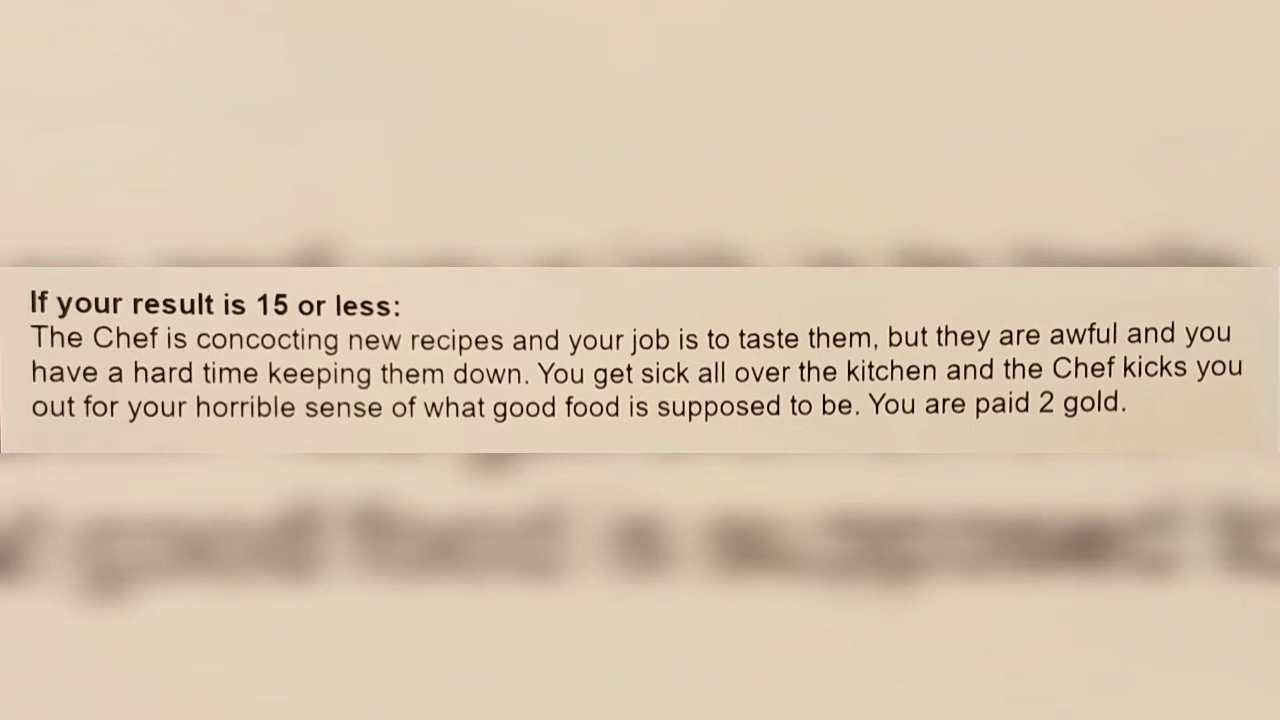 If your result is 15 or less:
The Chef is concocting new recipes and your job is to taste them, but they are awful and you
have a hard time keeping them down. You get sick all over the kitchen and the Chef kicks you
out for your horrible sense of what good food is supposed to be. You are paid 2 gold.